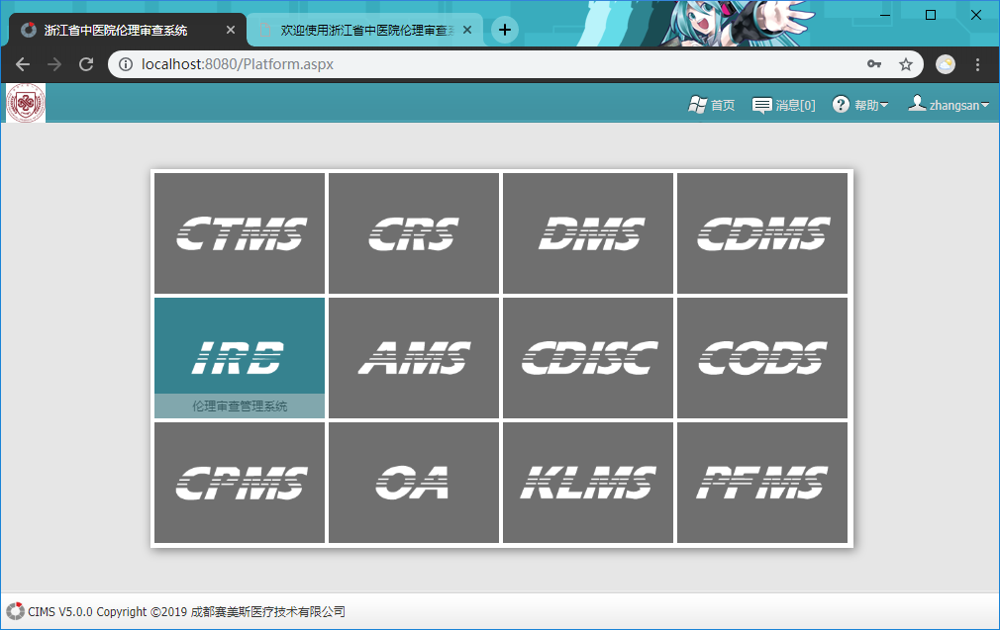 浙江省中医院伦理审查系统
欢迎使用浙江省中医院伦理审查系
localhost:8080/Platform.aspx
首页 消息[0] 帮助 zhangsan
CTMS CRS DMS CDMS
IRB AMS CDISC CODS
伦理审查管理系统
CPMS OA KLMS PFMS
CIMS V5.0.0 Copyright ©2019 成都赛美斯医疗技术有限公司